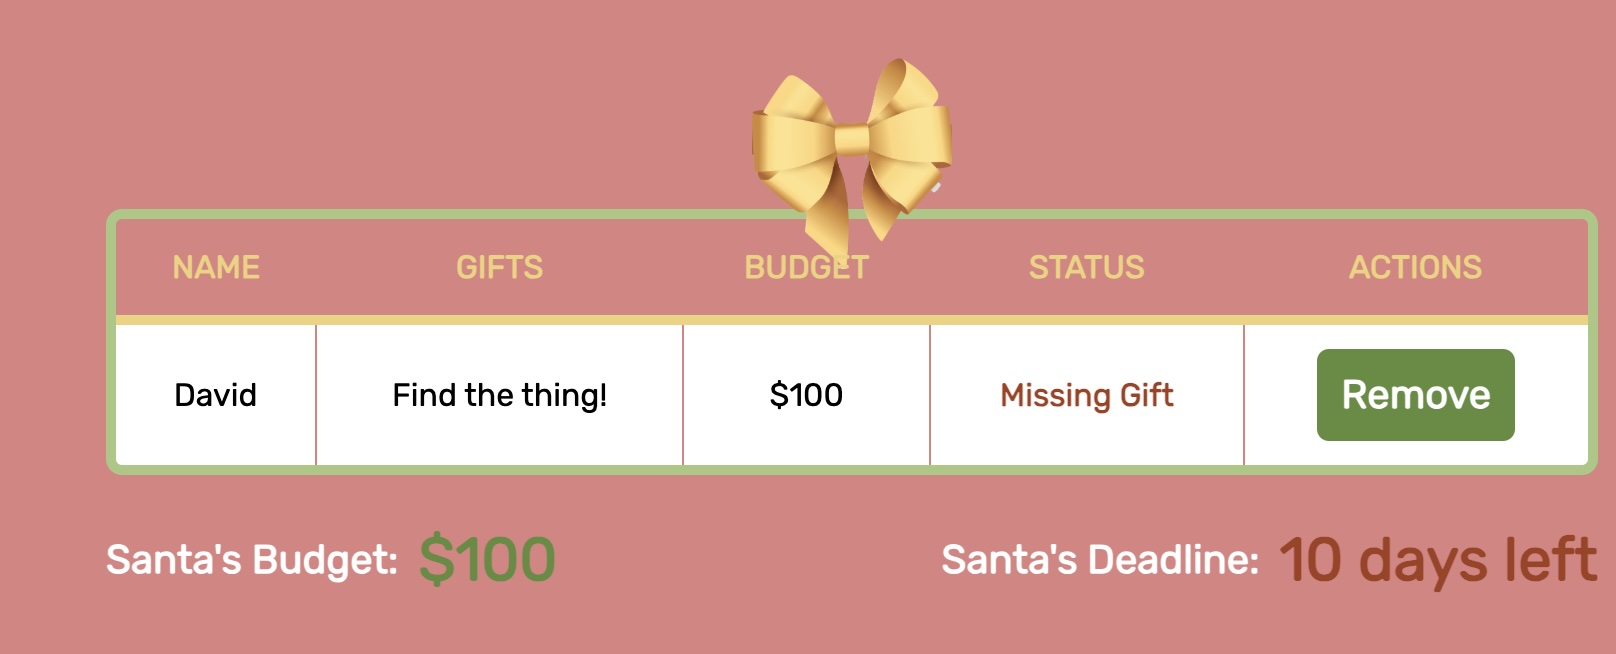 NAME GIFTS BUDGET STATUS ACTIONS
David Find the thing! $100 Missing Gift Remove
Santa's Budget: $100 Santa's Deadline: 10 days left